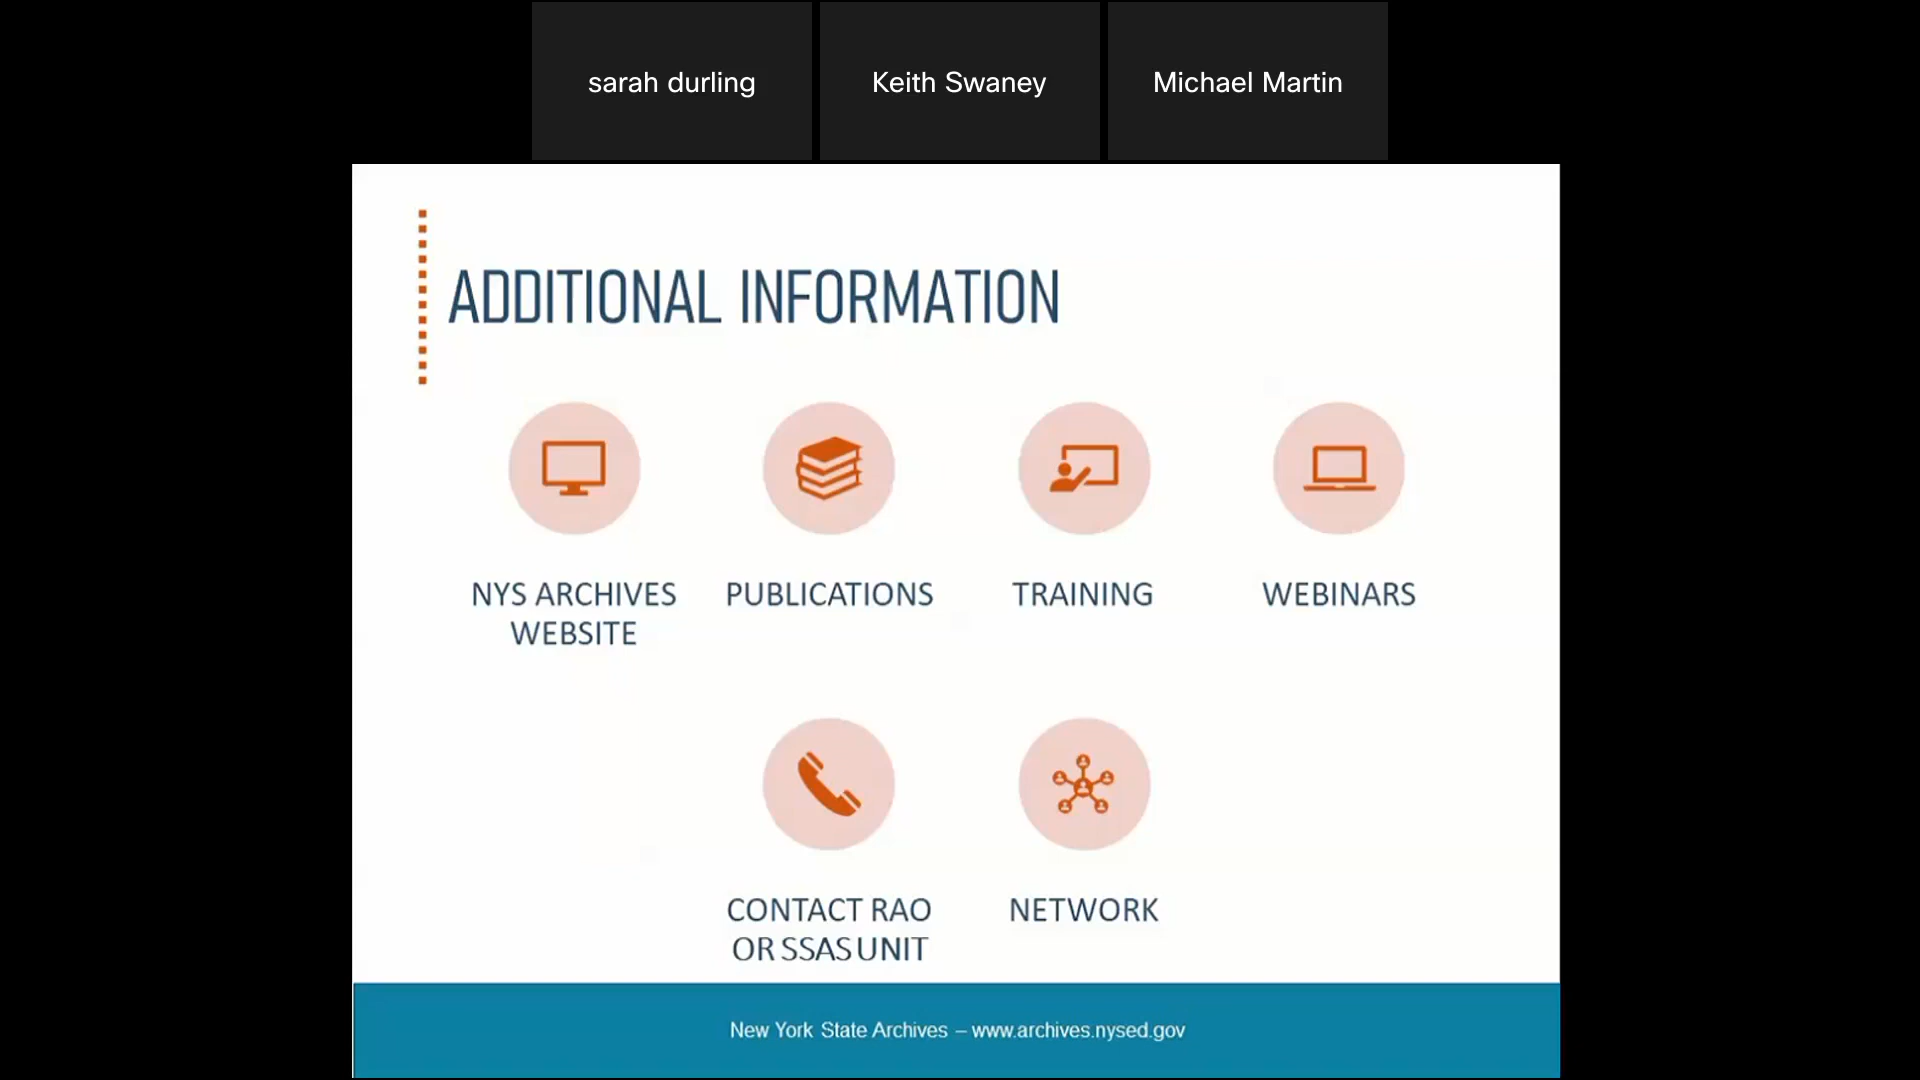 sarah durling
Keith Swaney
Michael Martin
ADDITIONAL INFORMATION
NYS ARCHIVES
WEBSITE
PUBLICATIONS
TRAINING
WEBINARS
CONTACT RAO
OR SSAS UNIT
NETWORK
New York State Archives – www.archives.nysed.gov